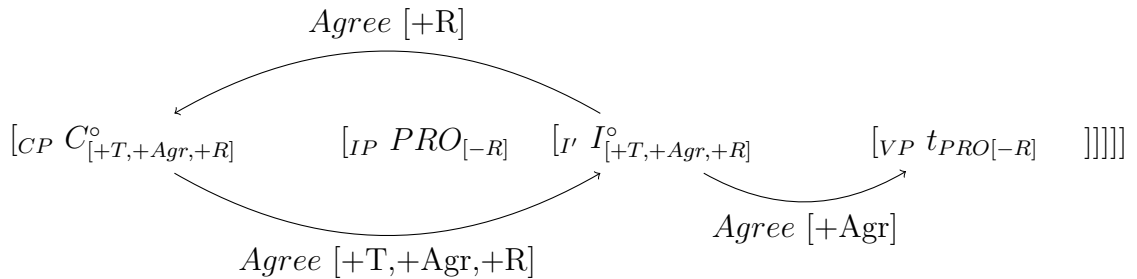 Agree [+R]
[CP C°[+T,+Agr,+R] [IP PRO[−R] [I′ I°[+T,+Agr,+R] [VP tPRO[−R] ]]]]]
Agree [+Agr]
Agree [+T,+Agr,+R]